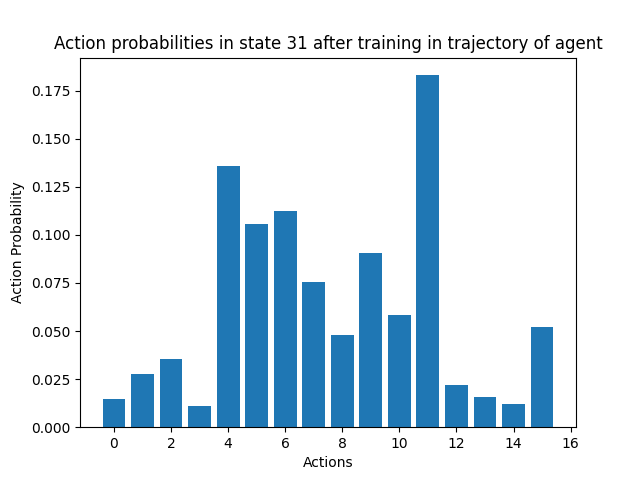 Action probabilities in state 31 after training in trajectory of agent
0.175
0.150
0.125
0.100
0.075
0.050
0.025
0.000
Action Probability
0 2 4 6 8 10 12 14 16
Actions